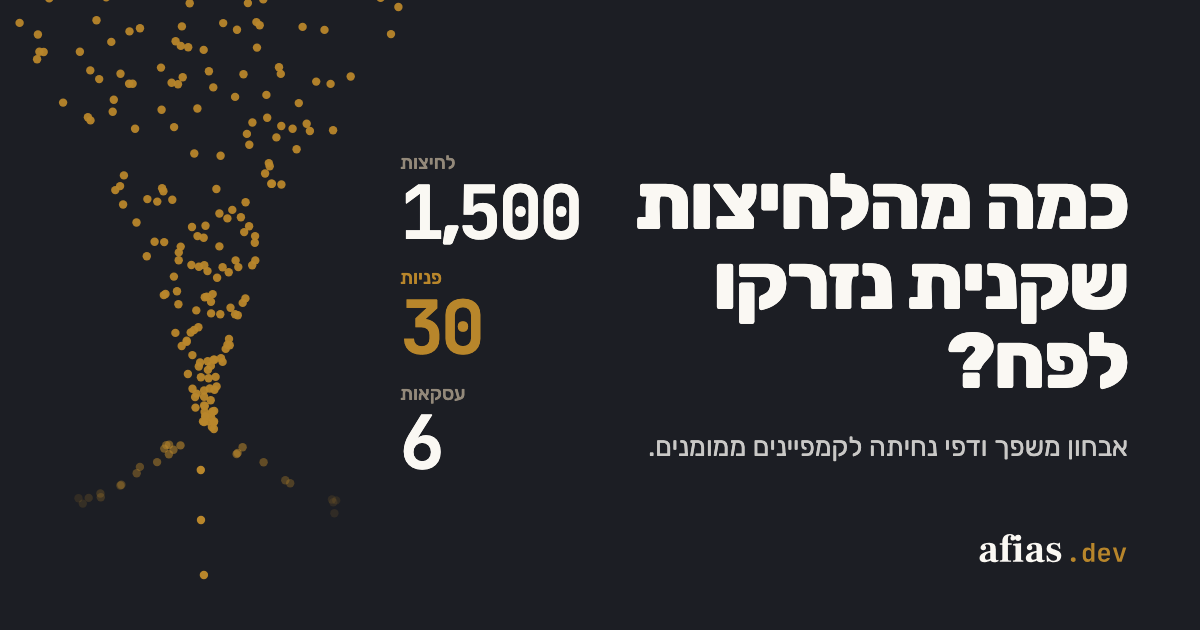 כמה מהלחיצות
שקנית נזרקו
לפח?
אבחון משפך ודפי נחיתה לקמפיינים ממומנים.
לחיצות
1,500
פניות
30
עסקאות
6
afias.dev